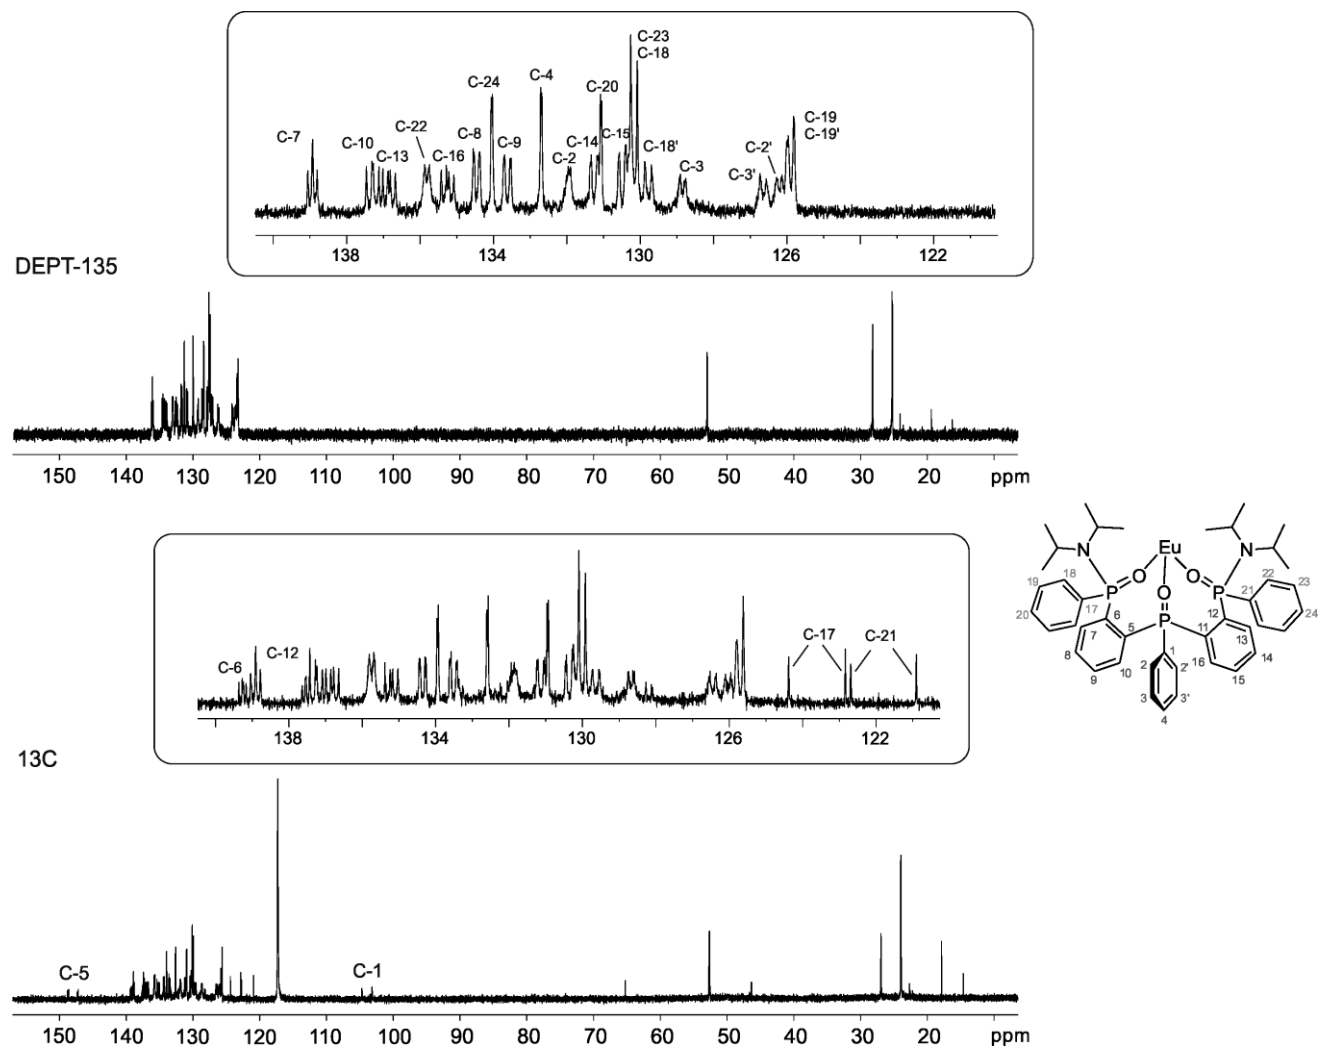 C-23
C-18
C-4
C-24
C-20
C-19
C-19'
C-7
C-10
C-22
C-13
C-16
C-8
C-9
C-2
C-14
C-15
C-18'
C-3
C-3'
C-2'
138 134 130 126 122
DEPT-135
150 140 130 120 110 100 90 80 70 60 50 40 30 20 ppm
C-6
C-12
C-17
C-21
138 134 130 126 122
13C
C-5
C-1
150 140 130 120 110 100 90 80 70 60 50 40 30 20 ppm
N Eu N
O O O
P P P
19 18 20 17 6 7 8 9 10 5
1 2 2' 3 3' 4
11 12 13 14 15 16
21 22 23 24